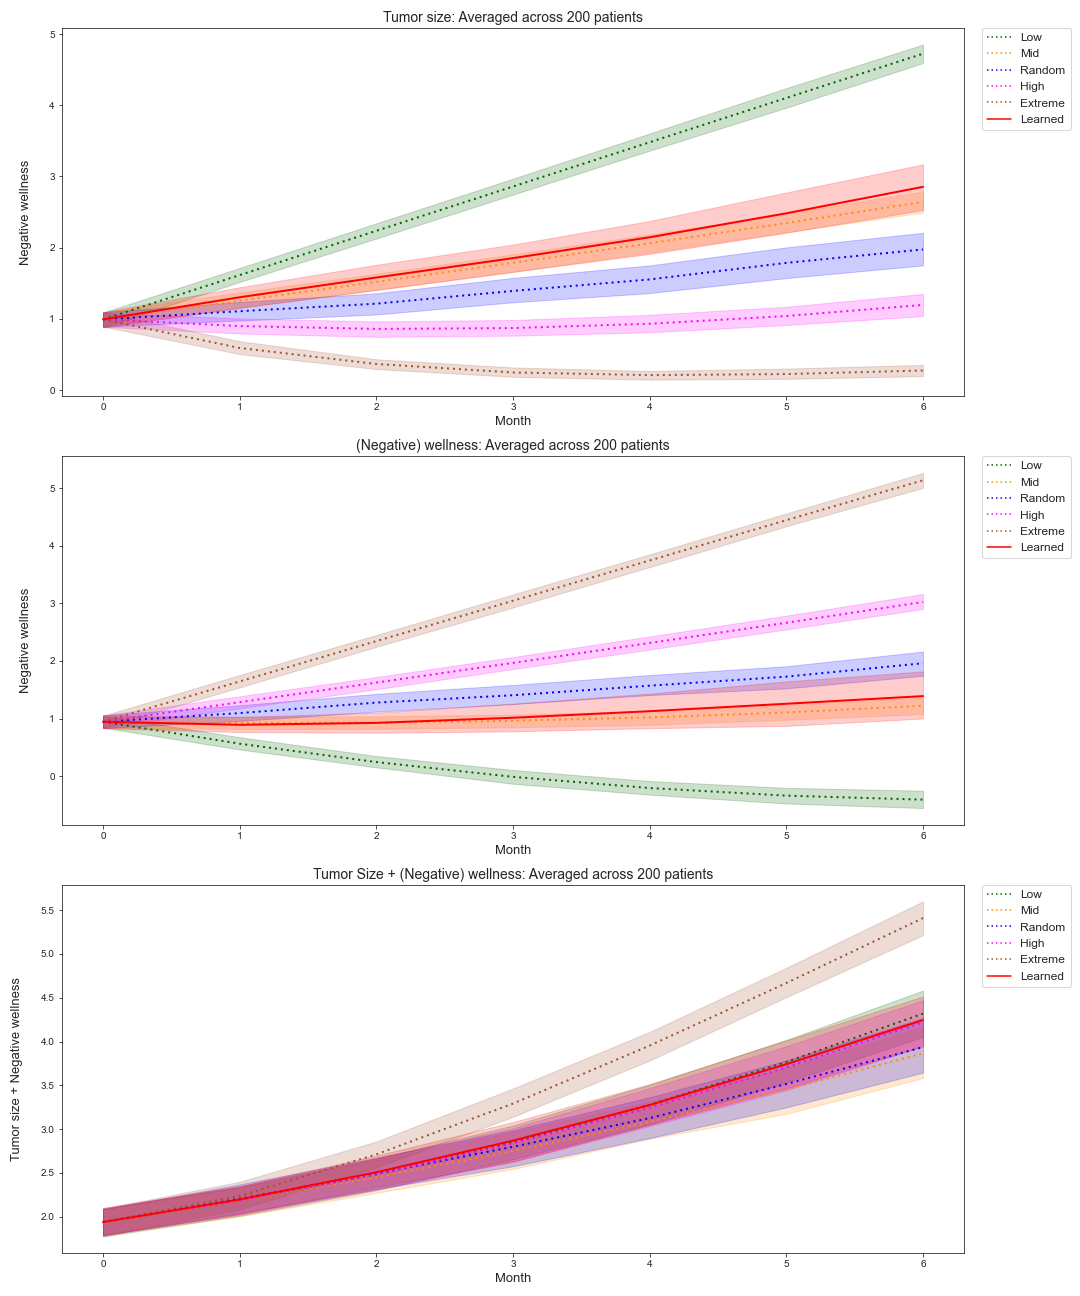 Tumor size: Averaged across 200 patients
Negative wellness
5
4
3
2
1
0
0 1 2 3 4 5 6
Month
Low
Mid
Random
High
Extreme
Learned
(Negative) wellness: Averaged across 200 patients
Negative wellness
5
4
3
2
1
0
0 1 2 3 4 5 6
Month
Low
Mid
Random
High
Extreme
Learned
Tumor Size + (Negative) wellness: Averaged across 200 patients
Tumor size + Negative wellness
5.5
5.0
4.5
4.0
3.5
3.0
2.5
2.0
0 1 2 3 4 5 6
Month
Low
Mid
Random
High
Extreme
Learned